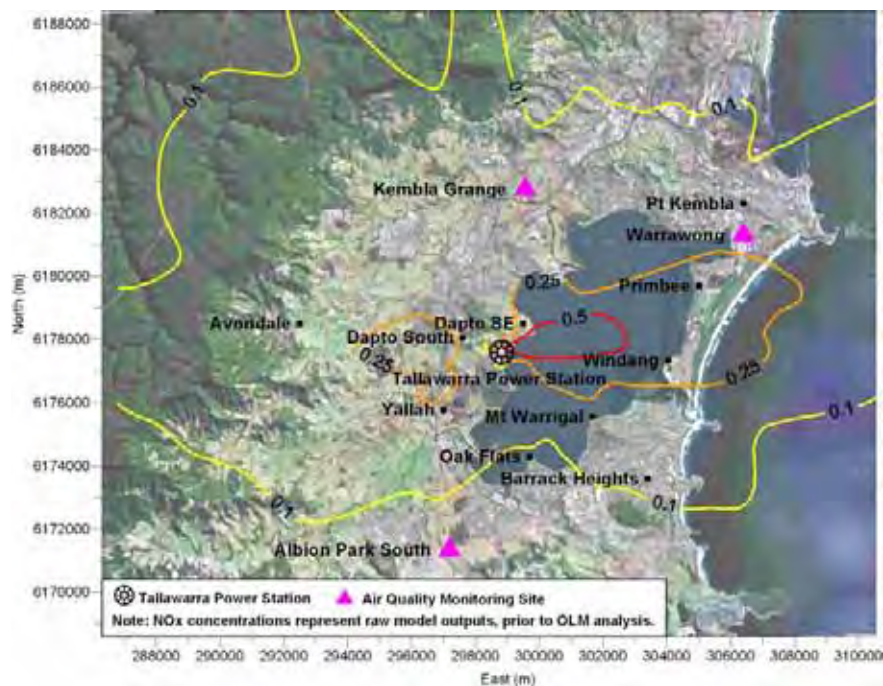 6188000
6186000
6184000
6182000
6180000
6178000
6176000
6174000
6172000
6170000
North (m)
0.1
0.1
0.1
Kembla Grange
Pt Kembla
Warrawong
0.25
Primbee
Avondale
Dapto SE
0.5
Dapto South
0.25
Windang
0.25
Tallawarra Power Station
Yallah
Mt Warrigal
0.1
Oak Flats
Barrack Heights
0.1
0.1
Albion Park South
Tallawarra Power Station
Air Quality Monitoring Site
Note: NOx concentrations represent raw model outputs, prior to OLM analysis.
288000 290000 292000 294000 296000 298000 300000 302000 304000 306000 308000 310000
East (m)